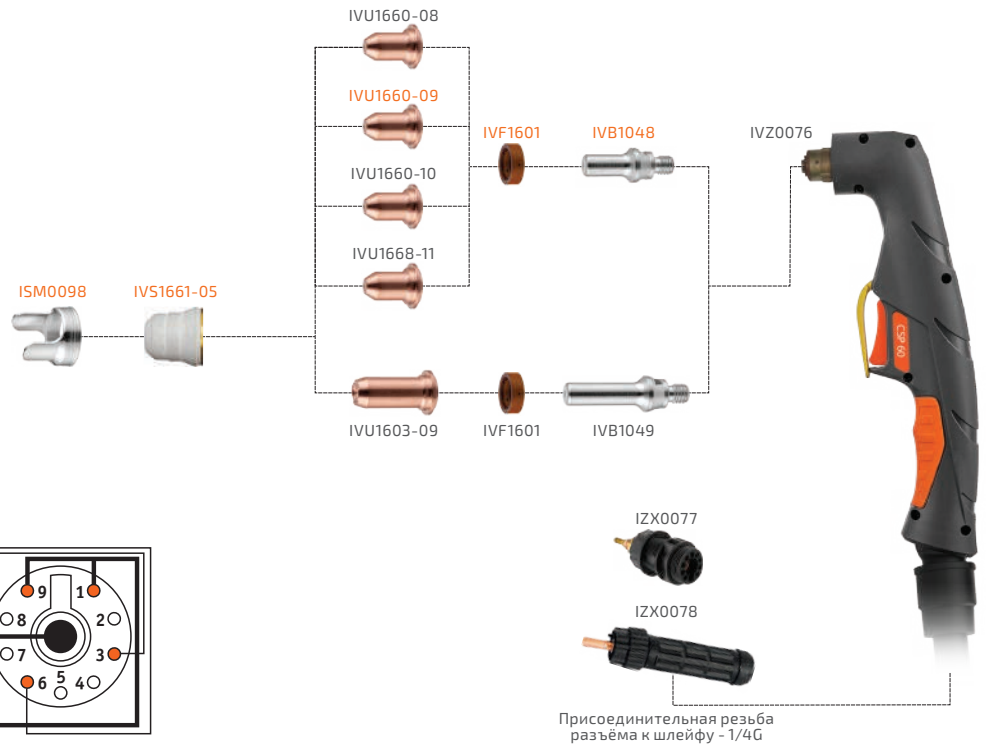 IVU1660-08
IVU1660-09
IVF1601
IVB1048
IVZ0076
IVU1660-10
IVU1668-11
ISM0098
IVS1661-05
CSP 60
IVU1603-09
IVF1601
IVB1049
IZX0077
IZX0078
9
1
8
2
7
3
6
5
4
Присоединительная резьба
разъёма к шлейфу - 1/4G